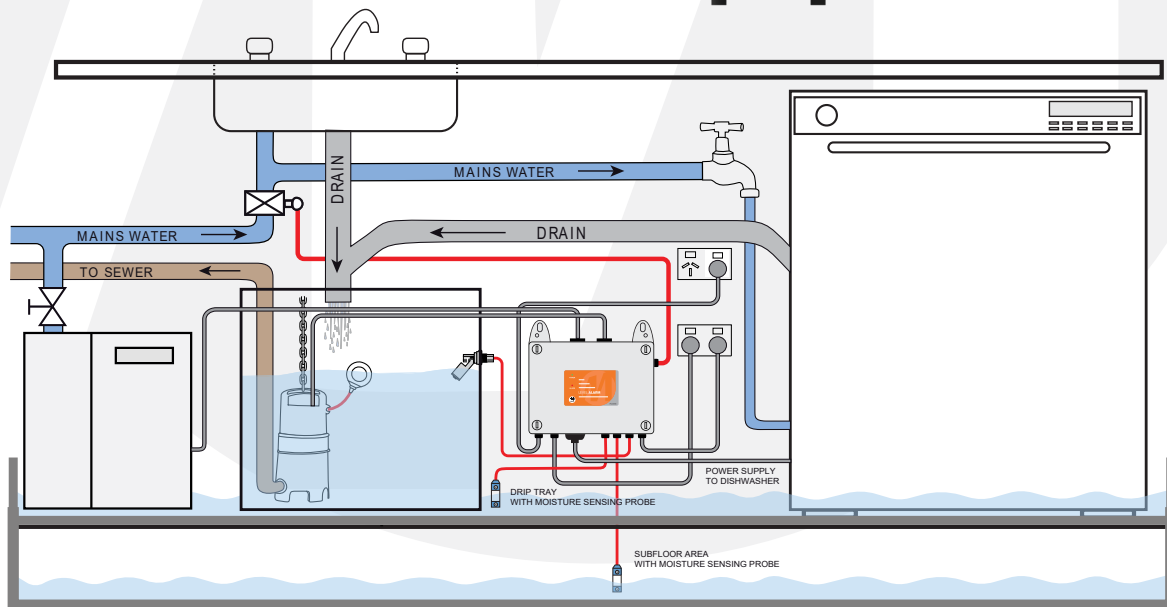 MAINS WATER
DRAIN
MAINS WATER
DRAIN
TO SEWER
POWER SUPPLY
TO DISHWASHER
DRIP TRAY
WITH MOISTURE SENSING PROBE
SUBFLOOR AREA
WITH MOISTURE SENSING PROBE